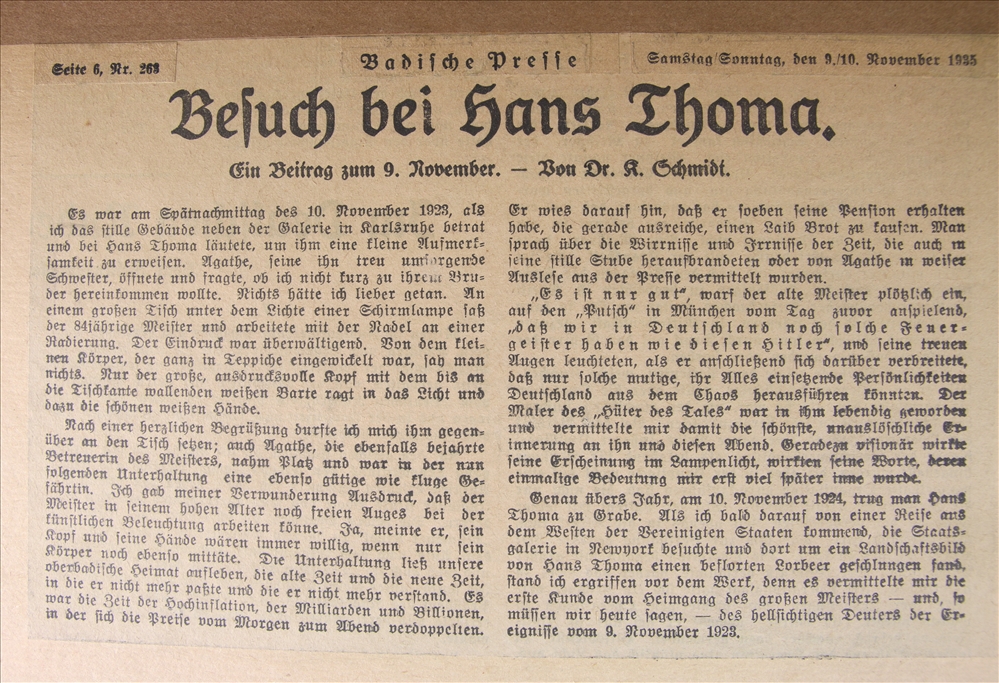 Seite 6, Nr. 263
Badische Presse
Samstag/Sonntag, den 9./10. November 1935
Besuch bei Hans Thoma.
Ein Beitrag zum 9. November. — Von Dr. K. Schmidt.
Es war am Spätnachmittag des 10. November 1923, als
ich das stille Gebäude neben der Galerie in Karlsruhe betrat
und bei Hans Thoma läutete, um ihm eine kleine Aufmerk-
samkeit zu erweisen. Agathe, seine ihn treu umsorgende
Schwester, öffnete und fragte, ob ich nicht kurz zu ihrem Bru-
der hereinkommen wollte. Nichts hätte ich lieber getan. An
einem großen Tisch unter dem Lichte einer Schirmlampe saß
der 84jährige Meister und arbeitete mit der Nadel an einer
Radierung. Der Eindruck war überwältigend. Von dem klei-
nen Körper, der ganz in Teppiche eingewickelt war, sah man
nichts. Nur der große, ausdrucksvolle Kopf mit dem bis an
die Tischkante wallenden weißen Barte ragt in das Licht und
dazu die schönen weißen Hände.
Nach einer herzlichen Begrüßung durfte ich mich ihm gegen-
über an den Tisch setzen; auch Agathe, die ebenfalls bejahrte
Betreuerin des Meisters, nahm Platz und war in der nun
folgenden Unterhaltung eine ebenso gütige wie kluge Ge-
fährtin. Ich gab meiner Verwunderung Ausdruck, daß der
Meister in seinem hohen Alter noch freien Auges bei der
künstlichen Beleuchtung arbeiten könne. Ja, meinte er, sein
Kopf und seine Hände wären immer willig, wenn nur sein
Körper noch ebenso mittäte. Die Unterhaltung ließ unsere
oberbadische Heimat aufleben, die alte Zeit und die neue Zeit,
in die er nicht mehr paßte und die er nicht mehr verstand. Es
war die Zeit der Hochinflation, der Milliarden und Billionen,
in der sich die Preise vom Morgen zum Abend verdoppelten.
Er wies darauf hin, daß er soeben seine Pension erhalten
habe, die gerade ausreiche, einen Laib Brot zu kaufen. Man
sprach über die Wirrnisse und Irrnisse der Zeit, die auch in
seine stille Stube heraufbrandeten oder von Agathe in weiser
Auslese aus der Presse vermittelt wurden.
„Es ist nur gut“, warf der alte Meister plötzlich ein,
auf den „Putsch“ in München vom Tag zuvor anspielend,
„daß wir in Deutschland noch solche Feuer-
geister haben wie diesen Hitler“, und seine treuen
Augen leuchteten, als er anschließend sich darüber verbreitete,
daß nur solche mutige, ihr Alles einsetzende Persönlichkeiten
Deutschland aus dem Chaos herausführen könnten. Der
Maler des „Hüter des Tales“ war in ihm lebendig geworden
und vermittelte mir damit die schönste, unauslöschliche Er-
innerung an ihn und diesen Abend. Geradezu visionär wirkte
seine Erscheinung im Lampenlicht, wirkten seine Worte, deren
einmalige Bedeutung mir erst viel später inne wurde.
Genau übers Jahr, am 10. November 1924, trug man Hans
Thoma zu Grabe. Als ich bald darauf von einer Reise aus
dem Westen der Vereinigten Staaten kommend, die Staats-
galerie in Newyork besuchte und dort um ein Landschaftsbild
von Hans Thoma einen beflorten Lorbeer geschlungen fand,
stand ich ergriffen vor dem Werk, denn es vermittelte mir die
erste Kunde vom Heimgang des großen Meisters — und, so
müssen wir heute sagen, — des hellsichtigen Deuters der Er-
eignisse vom 9. November 1923.